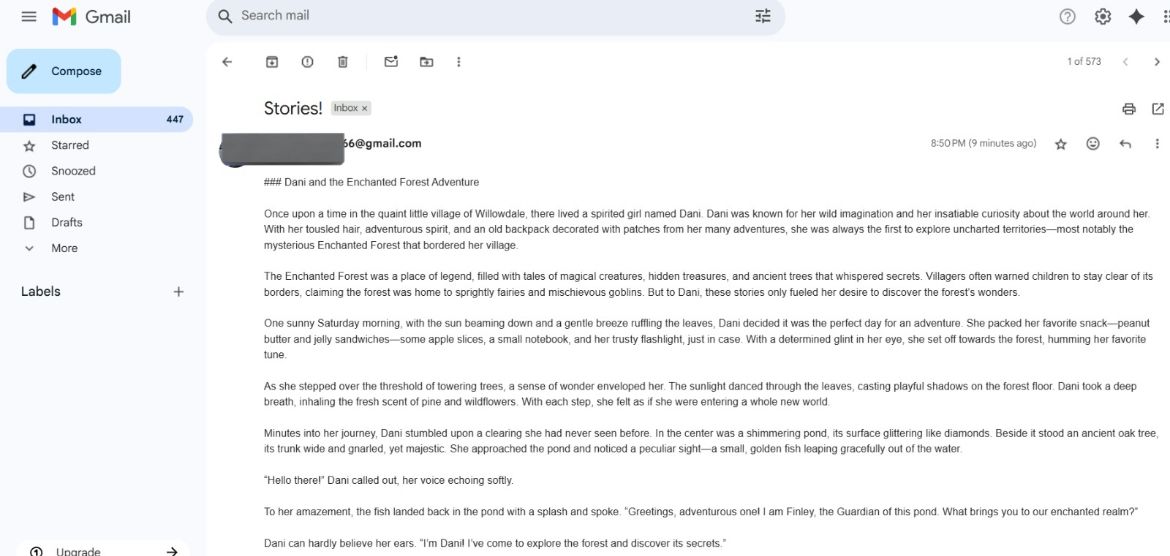 Gmail
Search mail
Compose
1 of 573
Inbox 447
Starred
Snoozed
Sent
Drafts
More
Labels
Stories!
Inbox ×
66@gmail.com
8:50 PM (9 minutes ago)
### Dani and the Enchanted Forest Adventure
Once upon a time in the quaint little village of Willowdale, there lived a spirited girl named Dani. Dani was known for her wild imagination and her insatiable curiosity about the world around her.
With her tousled hair, adventurous spirit, and an old backpack decorated with patches from her many adventures, she was always the first to explore uncharted territories—most notably the
mysterious Enchanted Forest that bordered her village.
The Enchanted Forest was a place of legend, filled with tales of magical creatures, hidden treasures, and ancient trees that whispered secrets. Villagers often warned children to stay clear of its
borders, claiming the forest was home to sprightly fairies and mischievous goblins. But to Dani, these stories only fueled her desire to discover the forest's wonders.
One sunny Saturday morning, with the sun beaming down and a gentle breeze ruffling the leaves, Dani decided it was the perfect day for an adventure. She packed her favorite snack—peanut
butter and jelly sandwiches—some apple slices, a small notebook, and her trusty flashlight, just in case. With a determined glint in her eye, she set off towards the forest, humming her favorite
tune.
As she stepped over the threshold of towering trees, a sense of wonder enveloped her. The sunlight danced through the leaves, casting playful shadows on the forest floor. Dani took a deep
breath, inhaling the fresh scent of pine and wildflowers. With each step, she felt as if she were entering a whole new world.
Minutes into her journey, Dani stumbled upon a clearing she had never seen before. In the center was a shimmering pond, its surface glittering like diamonds. Beside it stood an ancient oak tree,
its trunk wide and gnarled, yet majestic. She approached the pond and noticed a peculiar sight—a small, golden fish leaping gracefully out of the water.
“Hello there!” Dani called out, her voice echoing softly.
To her amazement, the fish landed back in the pond with a splash and spoke. “Greetings, adventurous one! I am Finley, the Guardian of this pond. What brings you to our enchanted realm?”
Dani can hardly believe her ears. “I’m Dani! I’ve come to explore the forest and discover its secrets.”
Upgrade